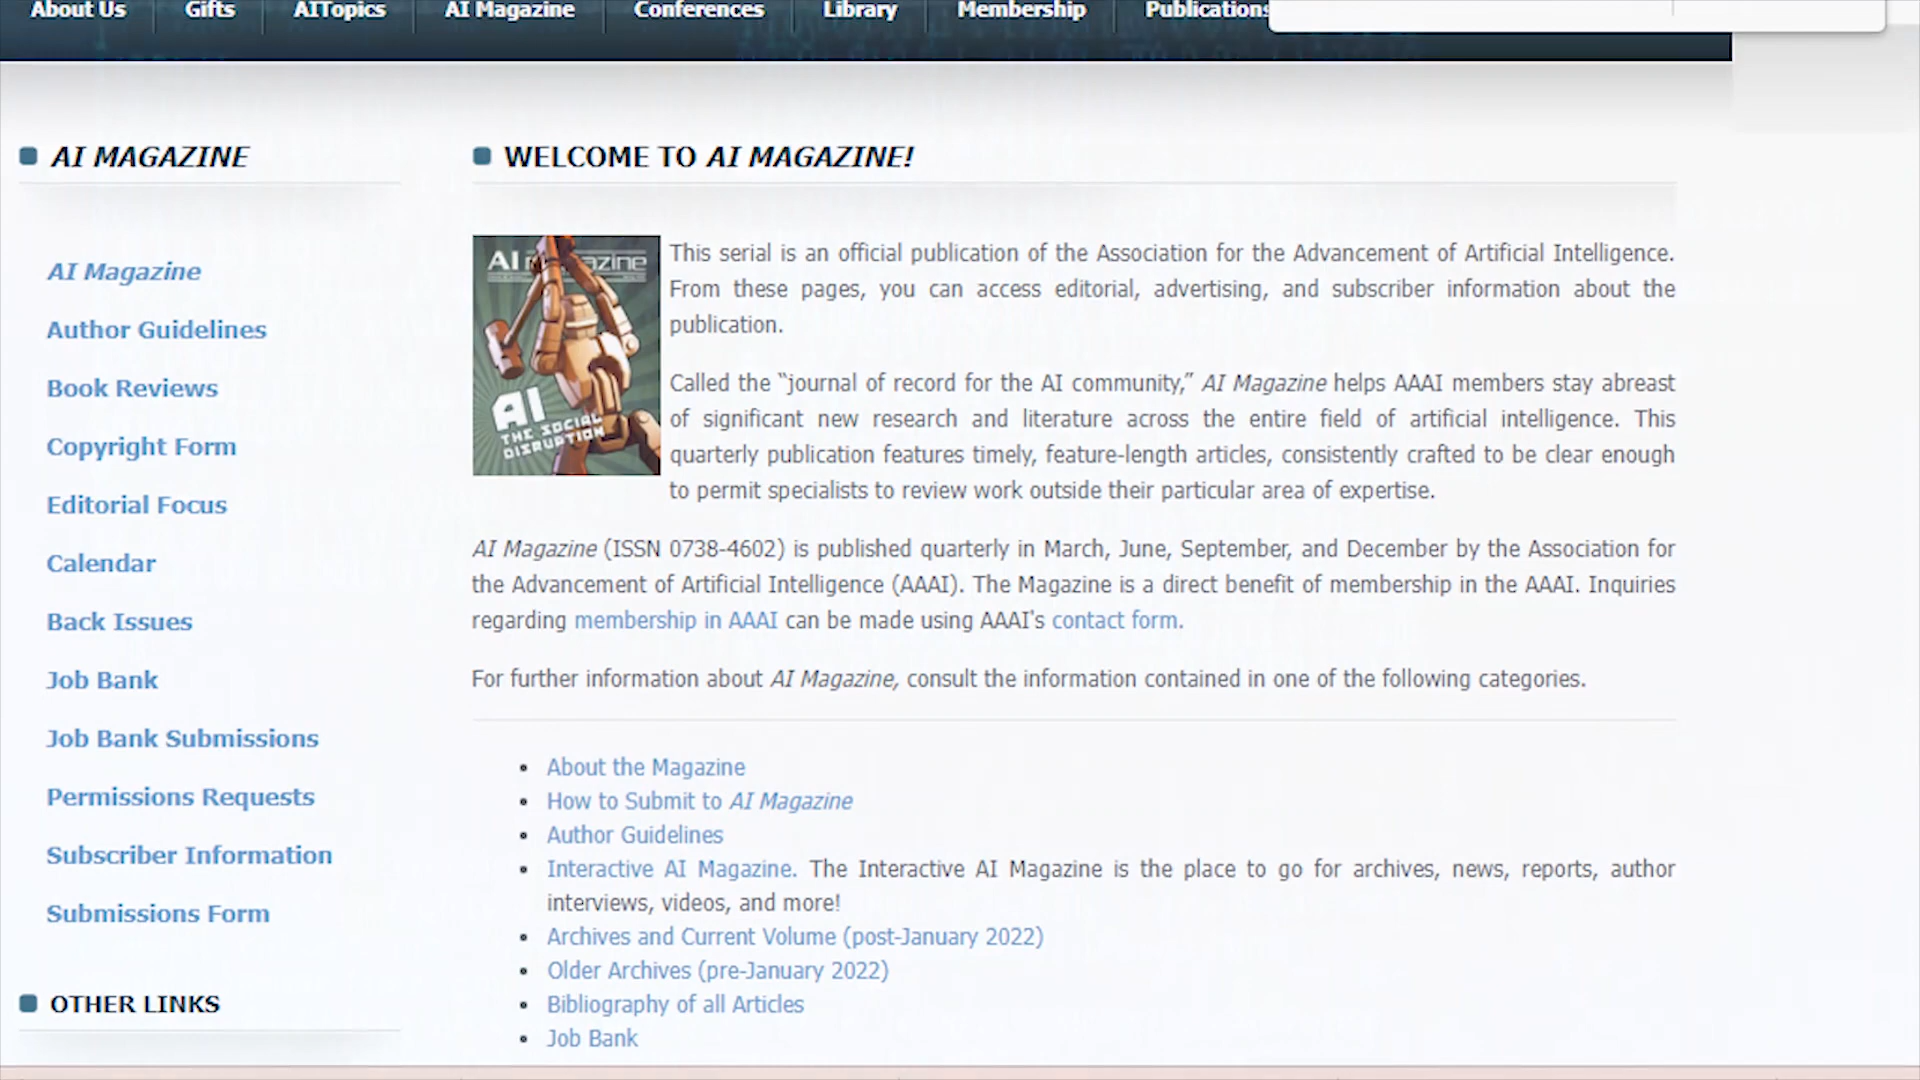 About Us Gifts AITopics AI Magazine Conferences Library Membership Publications
AI MAGAZINE
AI Magazine
Author Guidelines
Book Reviews
Copyright Form
Editorial Focus
Calendar
Back Issues
Job Bank
Job Bank Submissions
Permissions Requests
Subscriber Information
Submissions Form
OTHER LINKS
WELCOME TO AI MAGAZINE!
AI magazine
AI
THE SOCIAL
DISRUPTION
This serial is an official publication of the Association for the Advancement of Artificial Intelligence.
From these pages, you can access editorial, advertising, and subscriber information about the
publication.
Called the “journal of record for the AI community,” AI Magazine helps AAAI members stay abreast
of significant new research and literature across the entire field of artificial intelligence. This
quarterly publication features timely, feature-length articles, consistently crafted to be clear enough
to permit specialists to review work outside their particular area of expertise.
AI Magazine (ISSN 0738-4602) is published quarterly in March, June, September, and December by the Association for
the Advancement of Artificial Intelligence (AAAI). The Magazine is a direct benefit of membership in the AAAI. Inquiries
regarding membership in AAAI can be made using AAAI's contact form.
For further information about AI Magazine, consult the information contained in one of the following categories.
• About the Magazine
• How to Submit to AI Magazine
• Author Guidelines
• Interactive AI Magazine. The Interactive AI Magazine is the place to go for archives, news, reports, author
interviews, videos, and more!
• Archives and Current Volume (post-January 2022)
• Older Archives (pre-January 2022)
• Bibliography of all Articles
• Job Bank